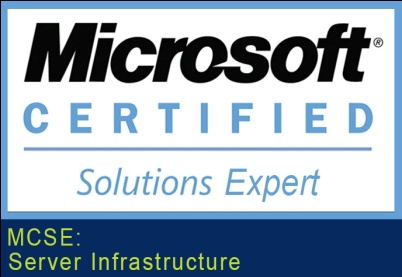 Microsoft®
CERTIFIED
Solutions Expert
MCSE:
Server Infrastructure